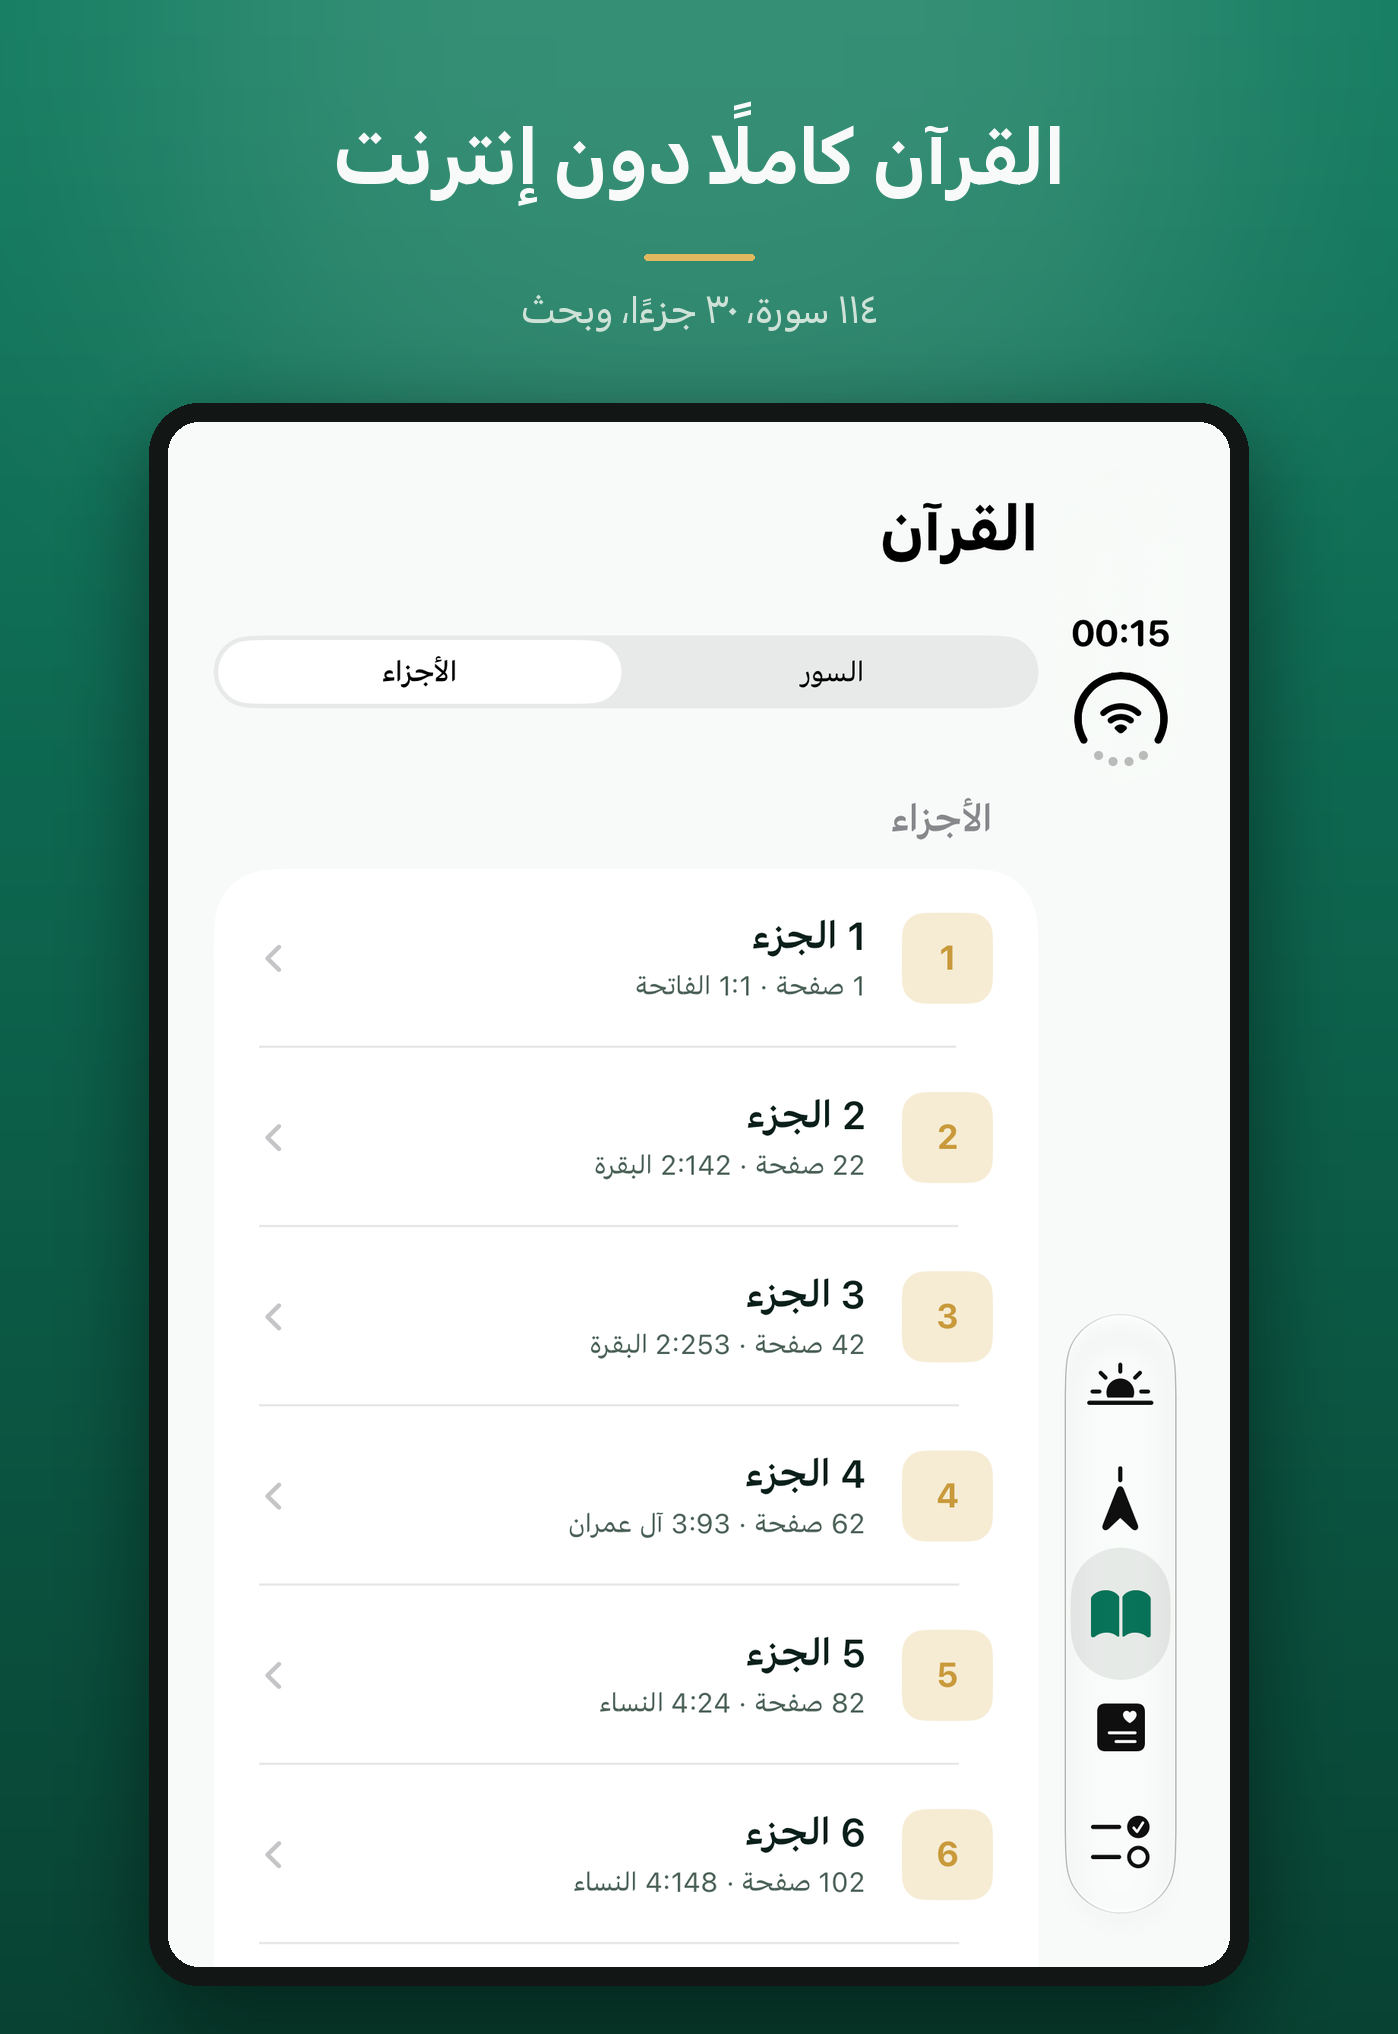 القرآن كاملًا دون إنترنت
١١٤ سورة، ٣٠ جزءًا، وبحث
القرآن
00:15
السور
الأجزاء
الأجزاء
1
1 الجزء
1 صفحة · 1:1 الفاتحة
2
2 الجزء
22 صفحة · 2:142 البقرة
3
3 الجزء
42 صفحة · 2:253 البقرة
4
4 الجزء
62 صفحة · 3:93 آل عمران
5
5 الجزء
82 صفحة · 4:24 النساء
6
6 الجزء
102 صفحة · 4:148 النساء